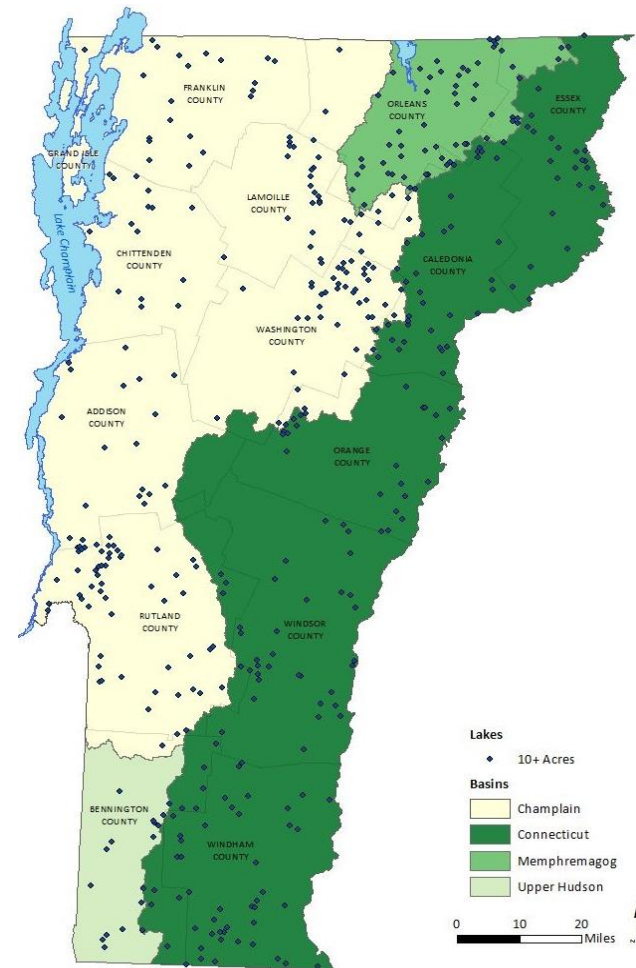 FRANKLIN
COUNTY
ORLEANS
COUNTY
ESSEX
COUNTY
GRAND ISLE
COUNTY
LAMOILLE
COUNTY
Lake Champlain
CHITTENDEN
COUNTY
CALEDONIA
COUNTY
WASHINGTON
COUNTY
ADDISON
COUNTY
ORANGE
COUNTY
RUTLAND
COUNTY
WINDSOR
COUNTY
BENNINGTON
COUNTY
WINDHAM
COUNTY
Lakes
10+ Acres
Basins
Champlain
Connecticut
Memphremagog
Upper Hudson
0 10 20
Miles